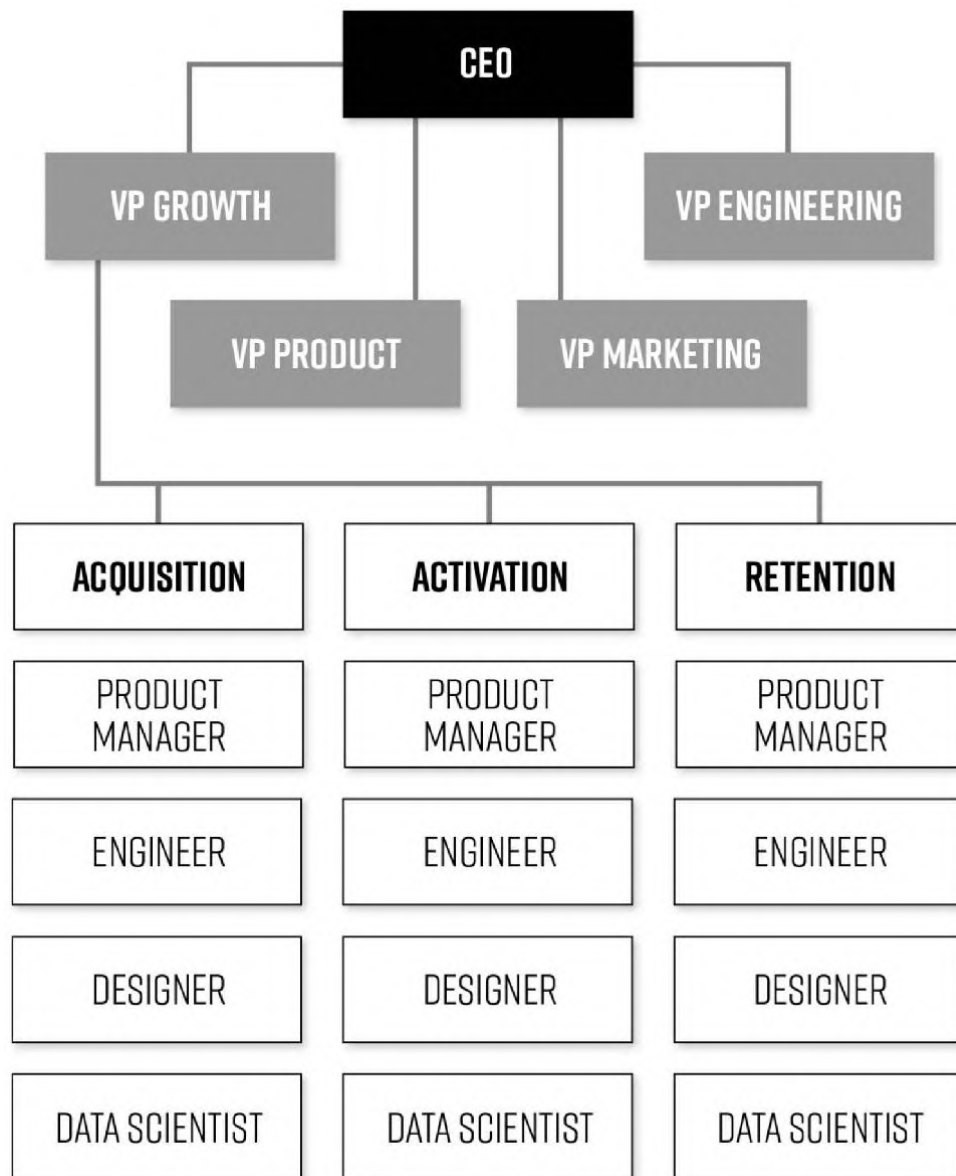 CEO
VP GROWTH
VP ENGINEERING
VP PRODUCT
VP MARKETING
ACQUISITION
ACTIVATION
RETENTION
PRODUCT
MANAGER
PRODUCT
MANAGER
PRODUCT
MANAGER
ENGINEER
ENGINEER
ENGINEER
DESIGNER
DESIGNER
DESIGNER
DATA SCIENTIST
DATA SCIENTIST
DATA SCIENTIST